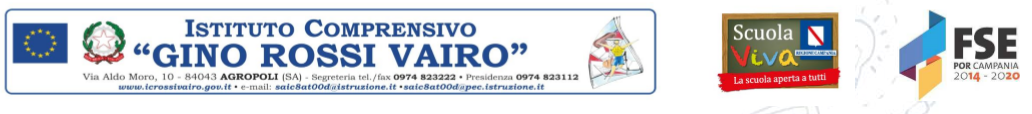 ISTITUTO COMPRENSIVO
“GINO ROSSI VAIRO”
Via Aldo Moro, 10 - 84043 AGROPOLI (SA) - Segreteria tel./fax 0974 823222 • Presidenza 0974 823112
www.icrossivairo.gov.it • e-mail: saic8at00d@istruzione.it •saic8at00d@pec.istruzione.it
Scuola
Viva
REGIONE CAMPANIA
La scuola aperta a tutti
FSE
POR CAMPANIA
2014 - 2020